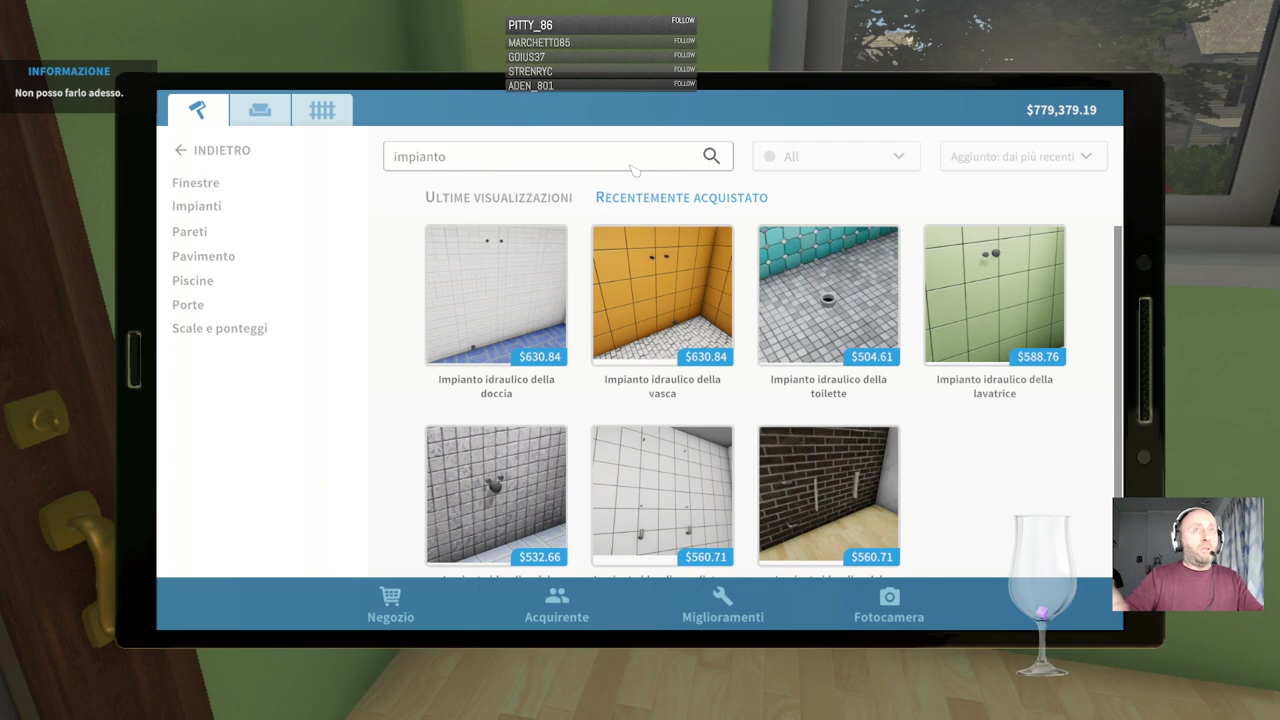 PITTY_86 FOLLOW
MARCHETTO85 FOLLOW
GOIUS37 FOLLOW
STRENRYC FOLLOW
ADEN_801 FOLLOW
INFORMAZIONE
Non posso farlo adesso.
$779,379.19
INDIETRO
Finestre
Impianti
Pareti
Pavimento
Piscine
Porte
Scale e ponteggi
impianto
All
Aggiunto: dai più recenti
ULTIME VISUALIZZAZIONI
RECENTEMENTE ACQUISTATO
$630.84
$630.84
$504.61
$588.76
Impianto idraulico della
doccia
Impianto idraulico della
vasca
Impianto idraulico della
toilette
Impianto idraulico della
lavatrice
$532.66
$560.71
$560.71
Negozio
Acquirente
Miglioramenti
Fotocamera